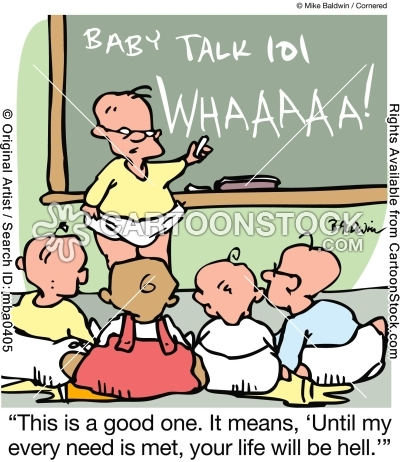 © Mike Baldwin / Cornered
BABY TALK 101
WHAAAAA!
© Original Artist / Search ID: mba0405
Rights Available from CartoonStock.com
BALDWIN
CARTOONSTOCK
.com
“This is a good one. It means, ‘Until my
every need is met, your life will be hell.’”